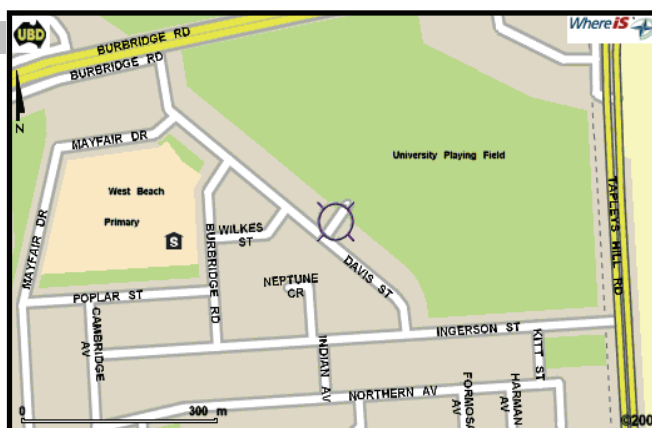 UBD
BURBRIDGE RD
BURBRIDGE RD
WhereiS
N
MAYFAIR DR
University Playing Field
West Beach
Primary
S
MAYFAIR DR
BURBRIDGE RD
WILKES
ST
DAVIS ST
TAPLEYS HILL RD
NEPTUNE
CR
POPLAR ST
CAMBRIDGE
AV
INGERSON ST
INDIAN AV
KITT ST
NORTHERN AV
FORMOSA
AV
HARMAN
AV
0 300 m
©200